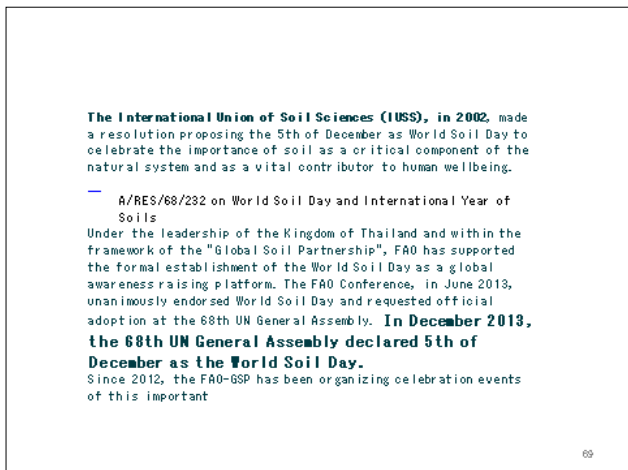 The International Union of Soil Sciences (IUSS), in 2002, made
a resolution proposing the 5th of December as World Soil Day to
celebrate the importance of soil as a critical component of the
natural system and as a vital contributor to human wellbeing.
A/RES/68/232 on World Soil Day and International Year of
Soils
Under the leadership of the Kingdom of Thailand and within the
framework of the "Global Soil Partnership", FAO has supported
the formal establishment of the World Soil Day as a global
awareness raising platform. The FAO Conference, in June 2013,
unanimously endorsed World Soil Day and requested official
adoption at the 68th UN General Assembly. In December 2013,
the 68th UN General Assembly declared 5th of
December as the World Soil Day.
Since 2012, the FAO-GSP has been organizing celebration events
of this important
69